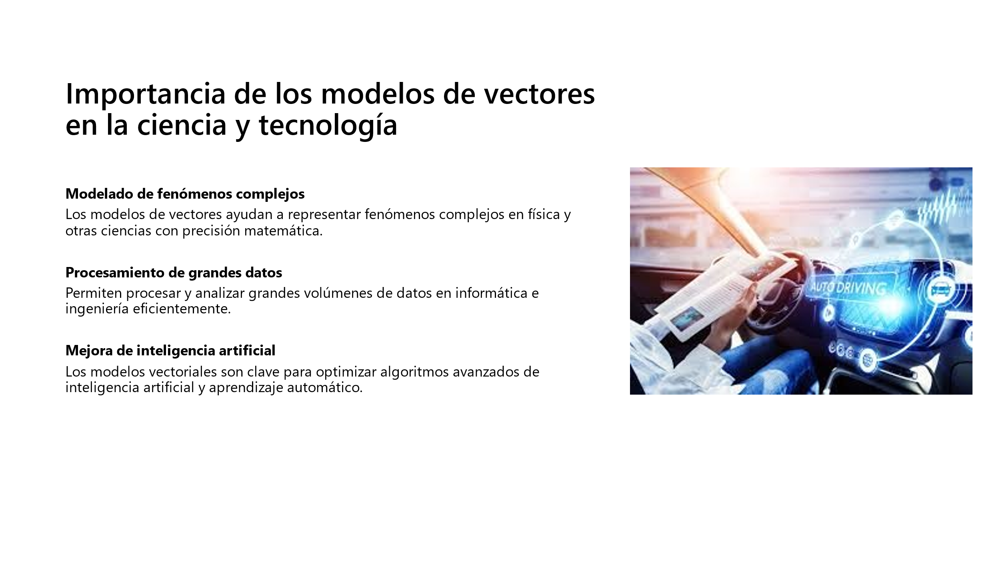 Importancia de los modelos de vectores
en la ciencia y tecnología
Modelado de fenómenos complejos
Los modelos de vectores ayudan a representar fenómenos complejos en física y
otras ciencias con precisión matemática.
Procesamiento de grandes datos
Permiten procesar y analizar grandes volúmenes de datos en informática e
ingeniería eficientemente.
Mejora de inteligencia artificial
Los modelos vectoriales son clave para optimizar algoritmos avanzados de
inteligencia artificial y aprendizaje automático.
AUTO DRIVING